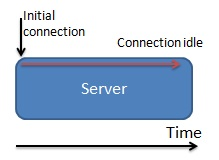 Initial
connection
Connection idle
Server
Time